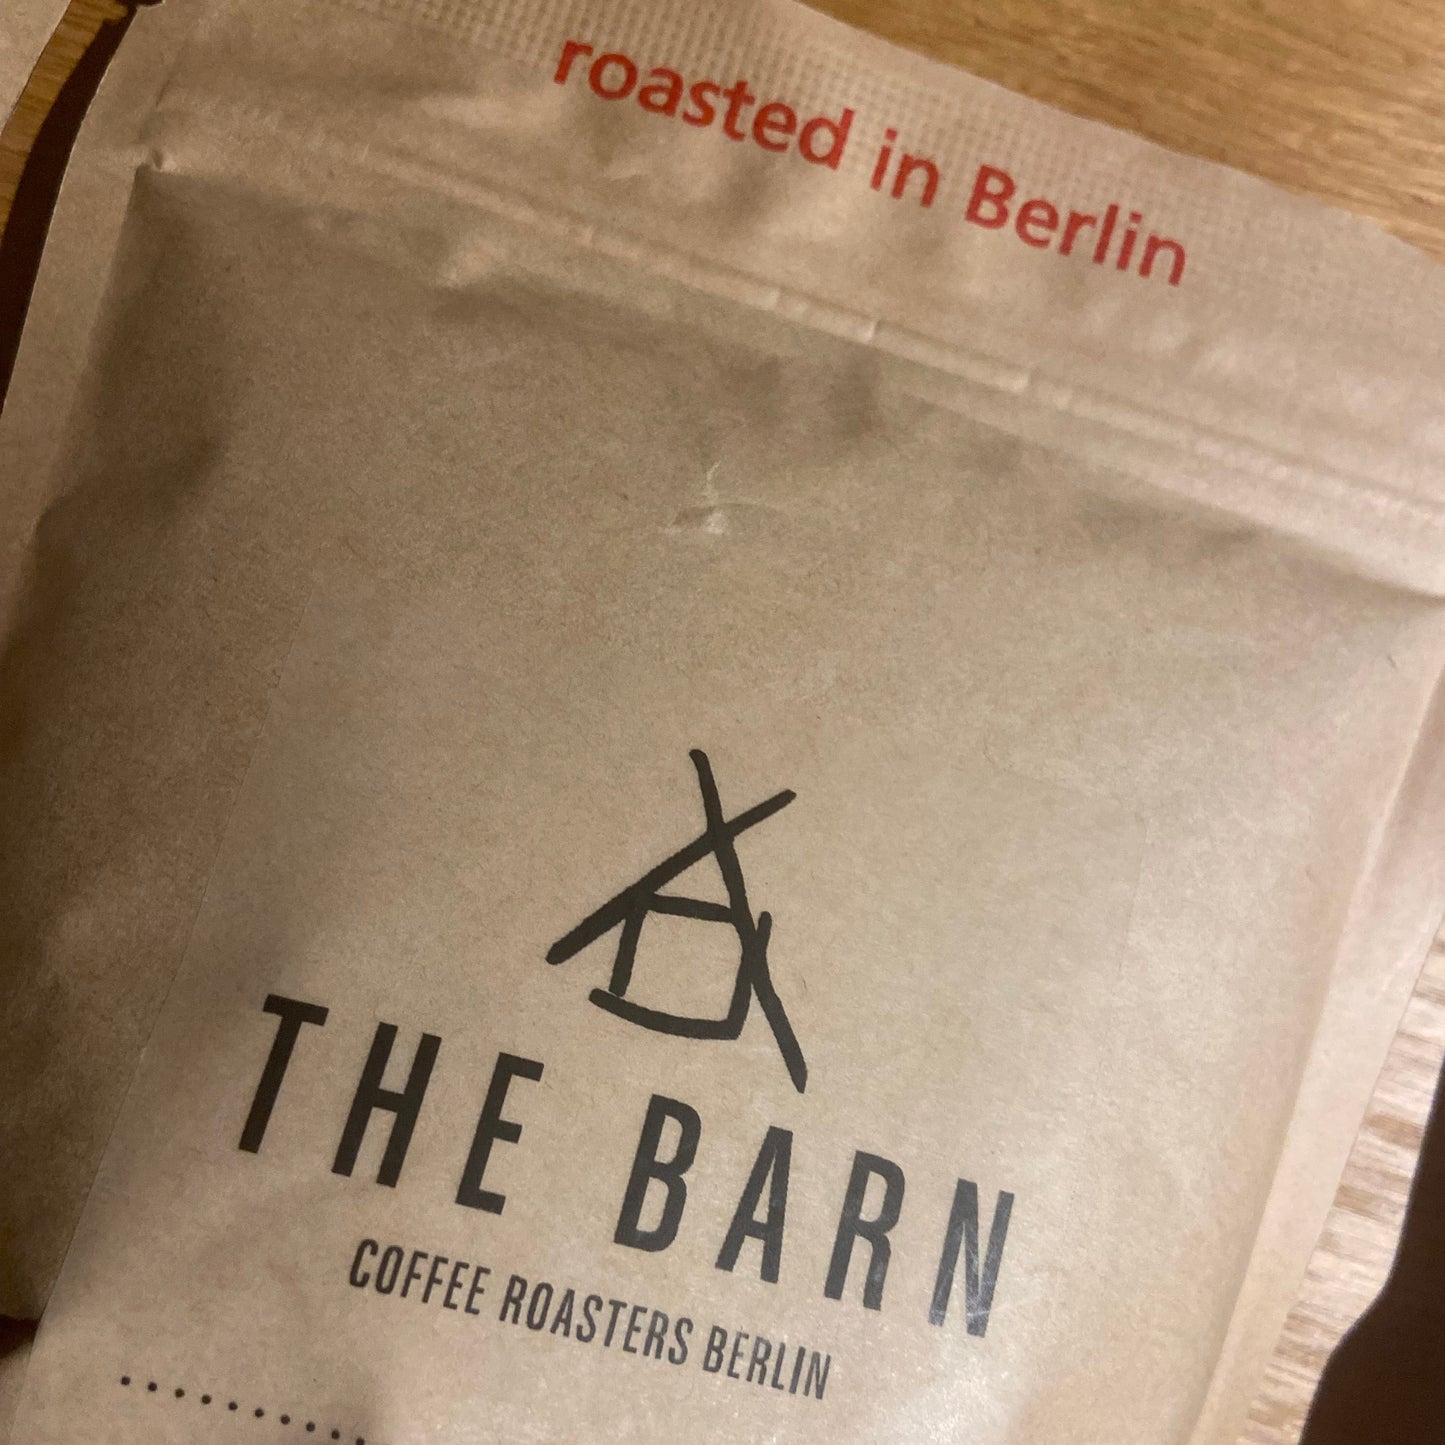 roasted in Berlin
THE BARN
COFFEE ROASTERS BERLIN